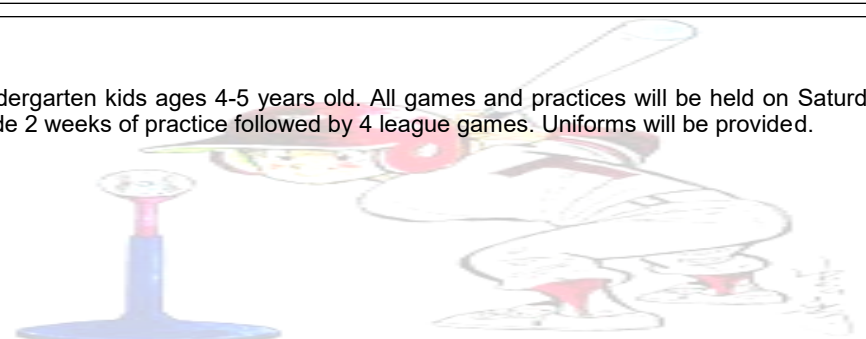 dergarten kids ages 4-5 years old. All games and practices will be held on Saturd
de 2 weeks of practice followed by 4 league games. Uniforms will be provided.